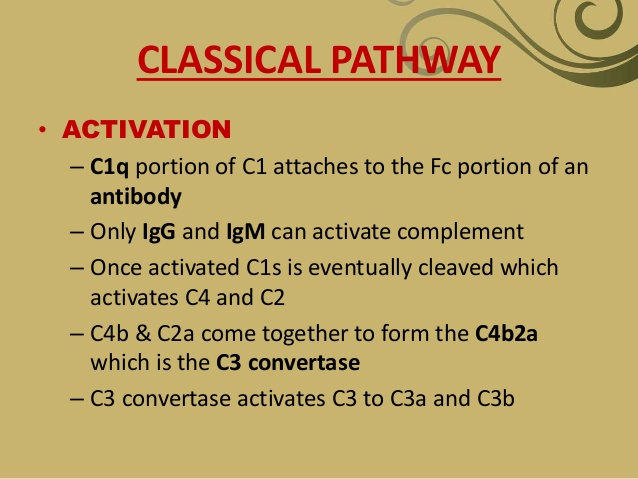 CLASSICAL PATHWAY
• ACTIVATION
– C1q portion of C1 attaches to the Fc portion of an
antibody
– Only IgG and IgM can activate complement
– Once activated C1s is eventually cleaved which
activates C4 and C2
– C4b & C2a come together to form the C4b2a
which is the C3 convertase
– C3 convertase activates C3 to C3a and C3b